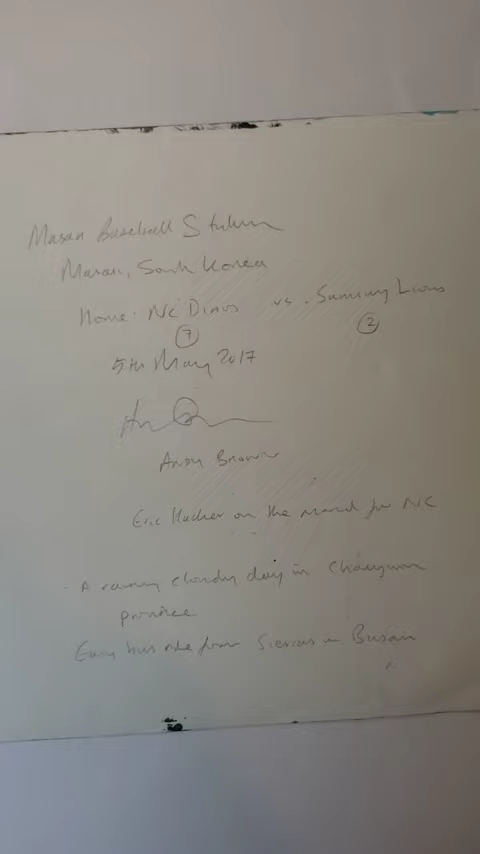 Masan Baseball Stadium
Masan, South Korea
Home: NC Dinos vs. Samsung Lions
7 2
5th May 2017
Andy Brown
Eric Hacker on the mound for NC
A rainy cloudy day in Changwon
province
Easy bus ride from in Busan